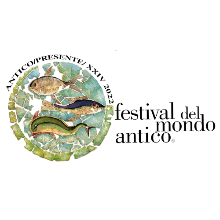 ANTICO/PRESENTE/ XXIV 2022
festival del
mondo
antico®